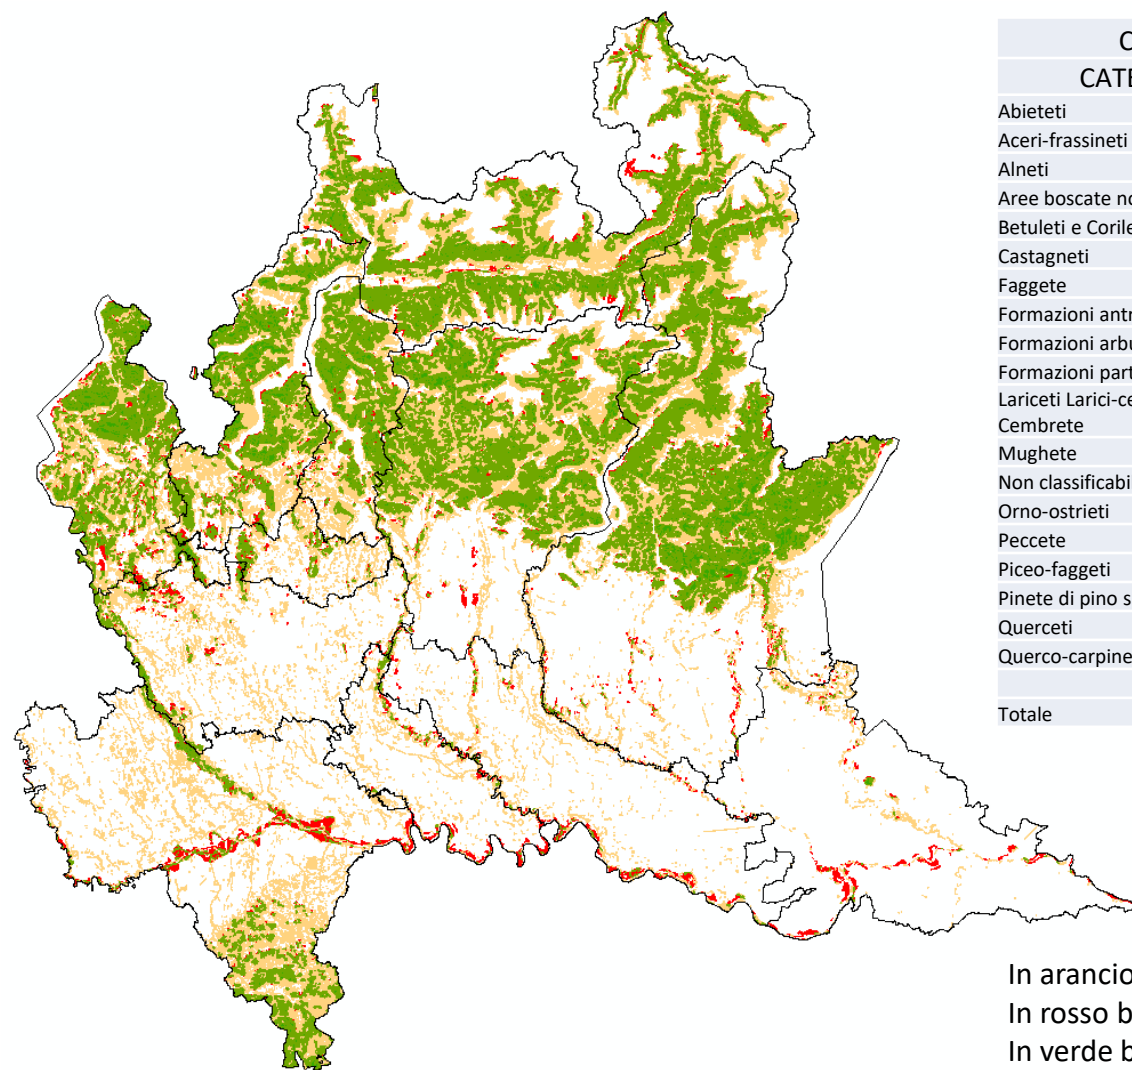 C
CATE
Abieteti
Aceri-frassineti
Alneti
Aree boscate no
Betuleti e Corile
Castagneti
Faggete
Formazioni antr
Formazioni arbu
Formazioni part
Lariceti Larici-ce
Cembrete
Mughete
Non classificabi
Orno-ostrieti
Peccete
Piceo-faggeti
Pinete di pino s
Querceti
Querco-carpine
Totale
In arancio
In rosso b
In verde b